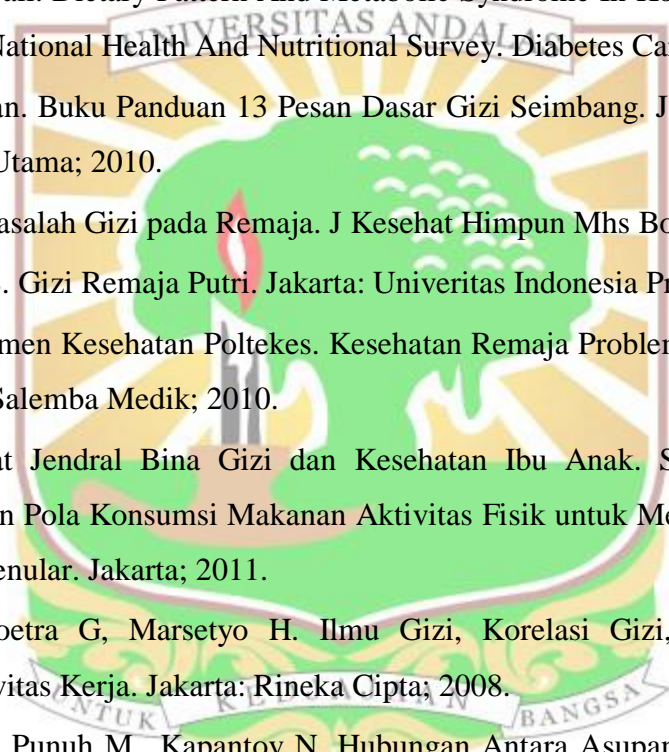 Dietary Pattern And Metabolic Syndrome In
UNIVERSITAS ANDALAS
National Health And Nutritional Survey. Diabetes
an. Buku Panduan 13 Pesan Dasar Gizi Seimbang. J
Utama; 2010.
asalah Gizi pada Remaja. J Kesehat Himpun Mhs Bo
. Gizi Remaja Putri. Jakarta: Univeritas Indonesia Pr
men Kesehatan Poltekes. Kesehatan Remaja Problem
Salemba Medik; 2010.
at Jendral Bina Gizi dan Kesehatan Ibu Anak. S
n Pola Konsumsi Makanan Aktivitas Fisik untuk Me
enular. Jakarta; 2011.
oetra G, Marsetyo H. Ilmu Gizi, Korelasi Gizi,
vitas Kerja. Jakarta: Rineka Cipta; 2008.
UNTUK KEDJAJAAN BANGSA
Punuh M, Kapantov N. Hubungan Antara Asupan